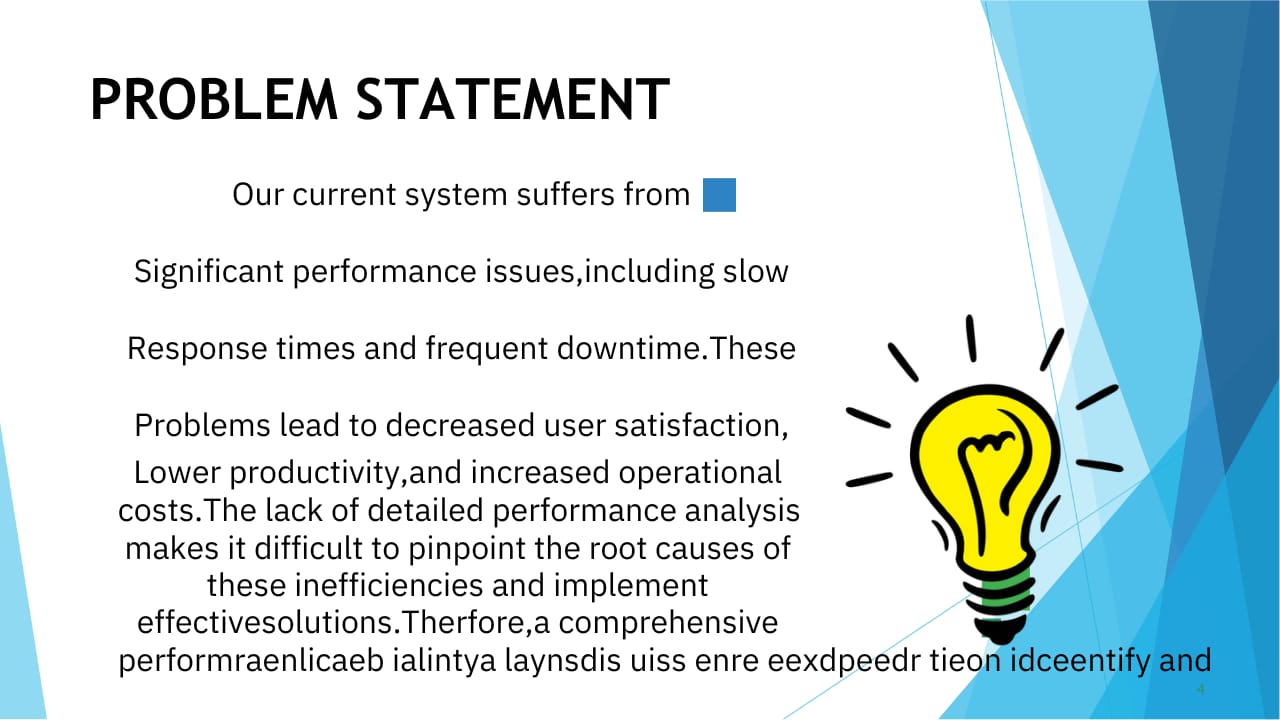 PROBLEM STATEMENT
Our current system suffers from
Significant performance issues,including slow
Response times and frequent downtime.These
Problems lead to decreased user satisfaction,
Lower productivity,and increased operational
costs.The lack of detailed performance analysis
makes it difficult to pinpoint the root causes of
these inefficiencies and implement
effectivesolutions.Therfore,a comprehensive
performraenlicaeb ialintya laynsdis uiss enre eexdpeedr tieon idceentify and
4